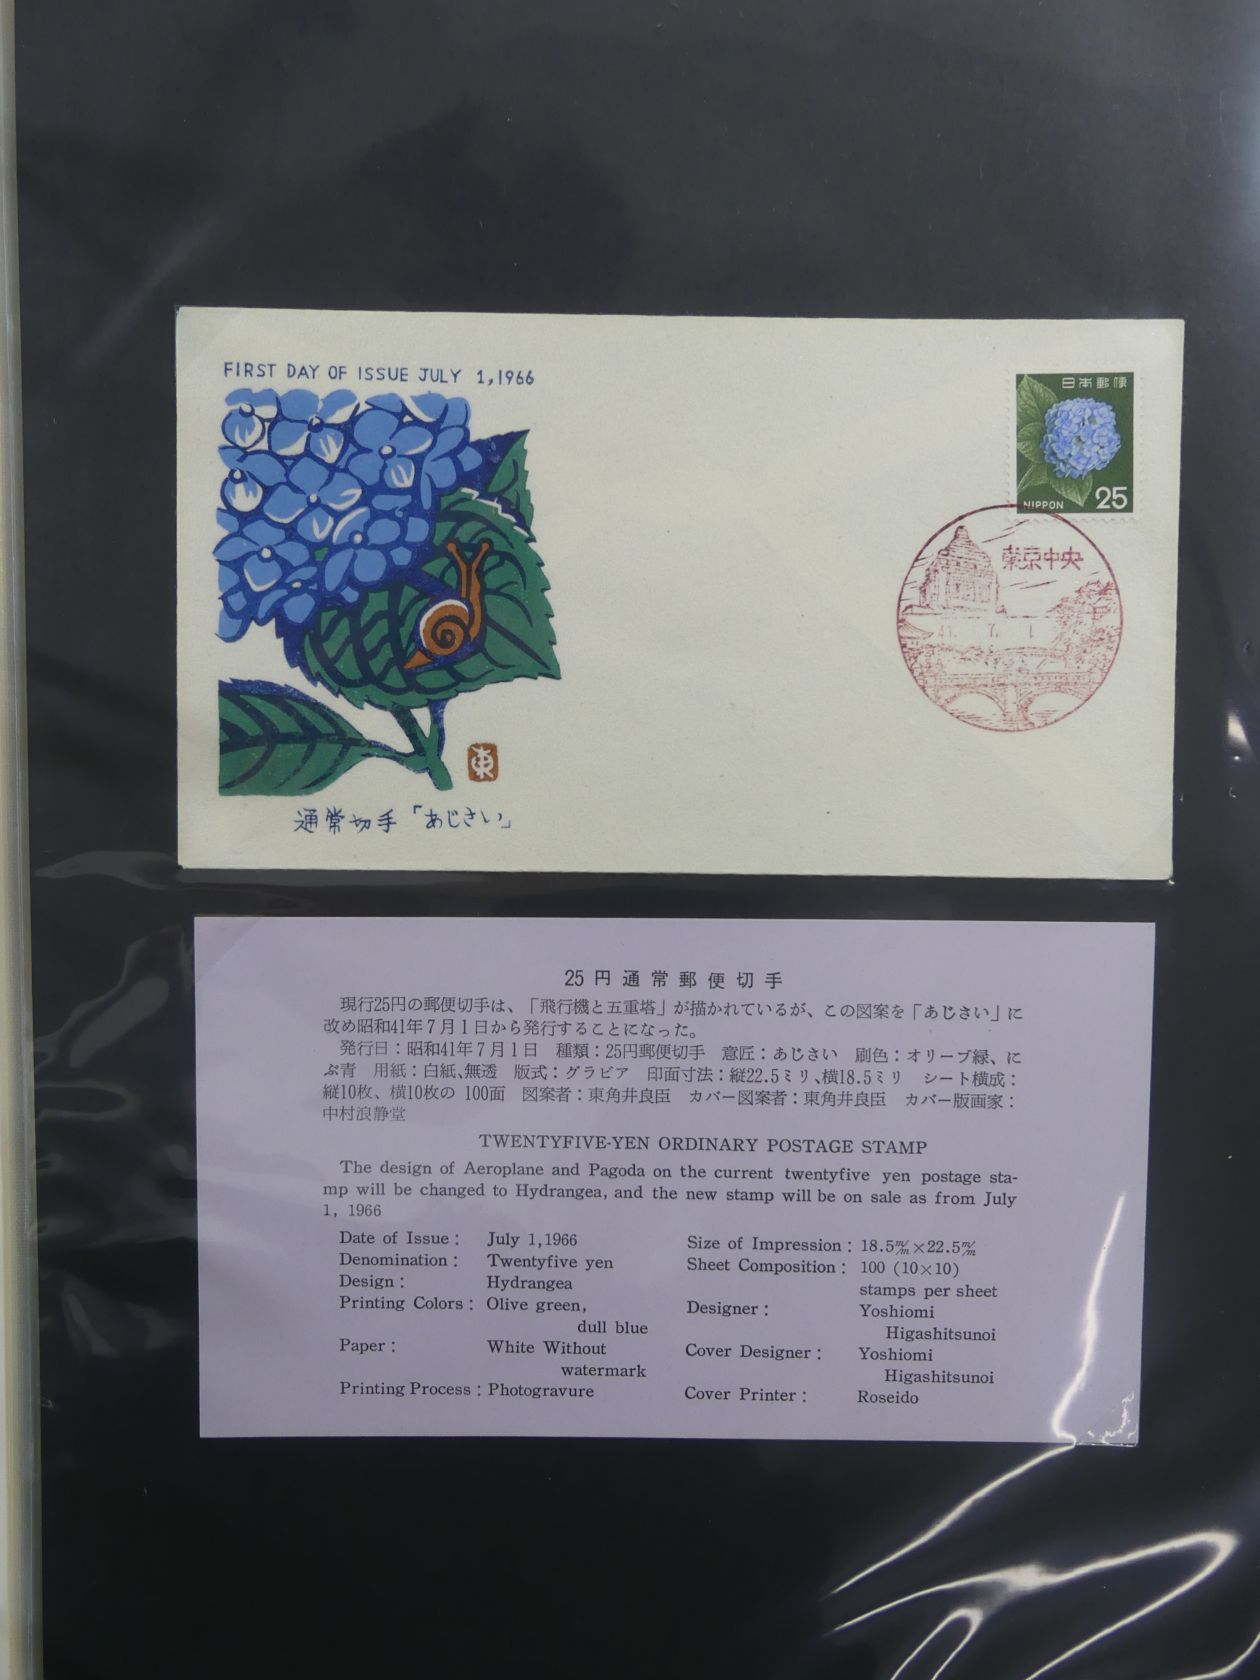 FIRST DAY OF ISSUE JULY 1, 1966
日本郵便
NIPPON 25
東京中央
41. 7. 1
東
通常切手「あじさい」
25円通常郵便切手
現行25円の郵便切手は、「飛行機と五重塔」が描かれているが、この図案を「あじさい」に
改め昭和41年7月1日から発行することになった。
発行日：昭和41年7月1日 種類：25円郵便切手 意匠：あじさい 刷色：オリーブ緑、に
ぶ青 用紙：白紙、無透 版式：グラビア 印面寸法：縦22.5ミリ、横18.5ミリ シート構成：
縦10枚、横10枚の 100面 図案者：東角井良臣 カバー図案者：東角井良臣 カバー版画家：
中村浪静堂
TWENTYFIVE-YEN ORDINARY POSTAGE STAMP
The design of Aeroplane and Pagoda on the current twentyfive yen postage sta-
mp will be changed to Hydrangea, and the new stamp will be on sale as from July
1, 1966
Date of Issue: July 1,1966
Denomination: Twentyfive yen
Design: Hydrangea
Printing Colors: Olive green,
dull blue
Paper: White Without
watermark
Printing Process: Photogravure
Size of Impression: 18.5m/m×22.5m/m
Sheet Composition: 100 (10×10)
stamps per sheet
Designer: Yoshiomi
Higashitsunoi
Cover Designer: Yoshiomi
Higashitsunoi
Cover Printer: Roseido